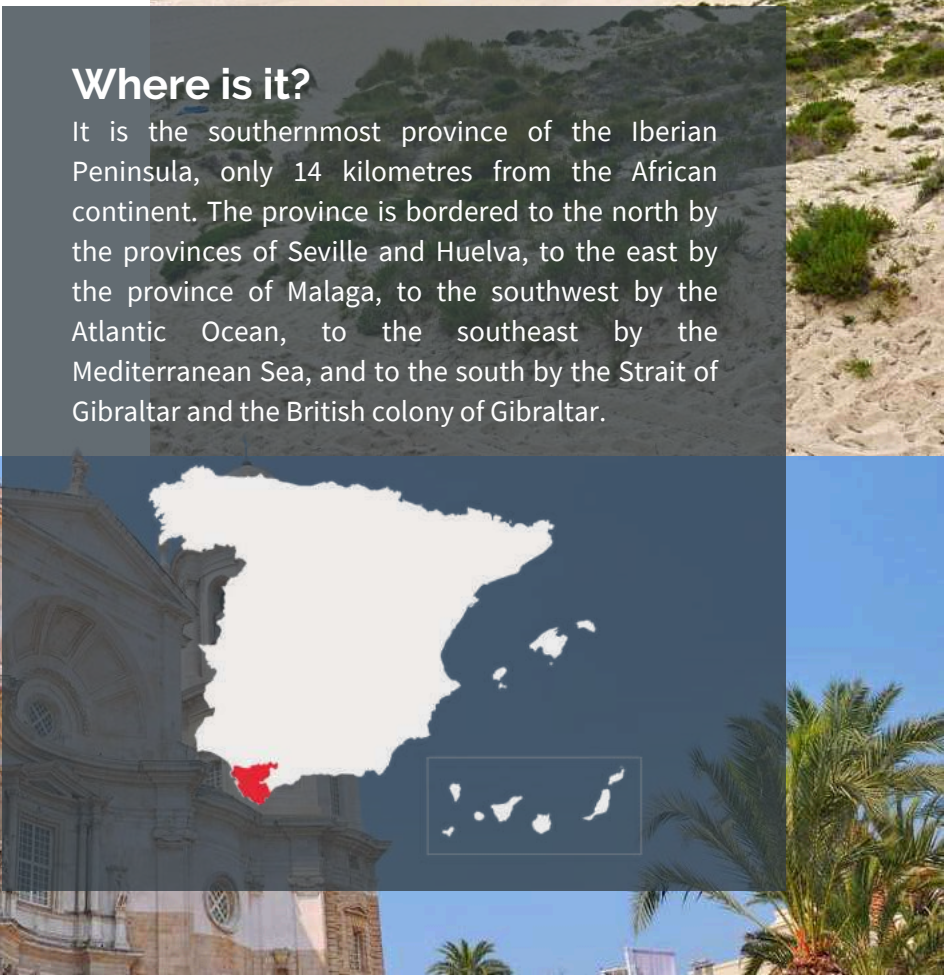 Where is it?
It is the southernmost province of the Iberian
Peninsula, only 14 kilometres from the African
continent. The province is bordered to the north by
the provinces of Seville and Huelva, to the east by
the province of Malaga, to the southwest by the
Atlantic Ocean, to the southeast by the
Mediterranean Sea, and to the south by the Strait of
Gibraltar and the British colony of Gibraltar.